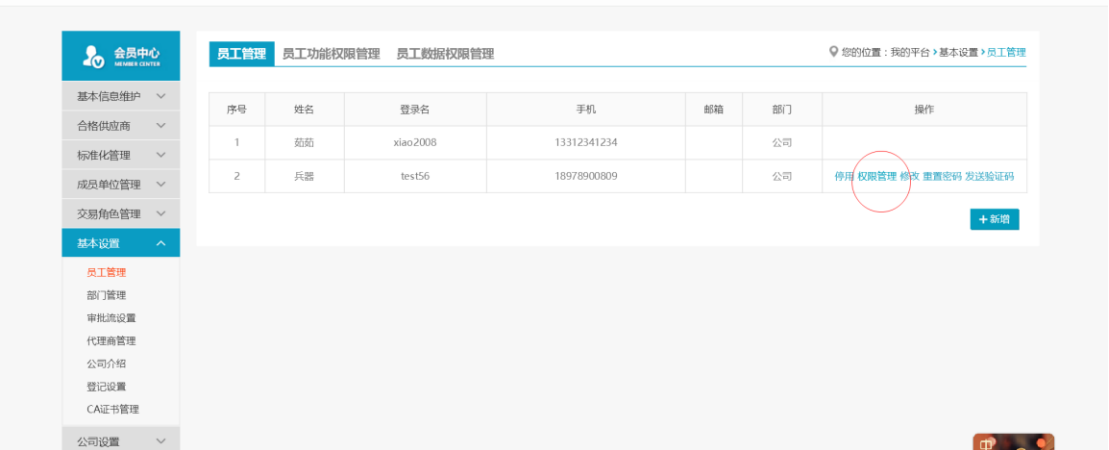 会员中心
MEMBER CENTER
员工管理 员工功能权限管理 员工数据权限管理
您的位置：我的平台>基本设置>员工管理
基本信息维护
合格供应商
标准化管理
成员单位管理
交易角色管理
基本设置
员工管理
部门管理
审批流设置
代理商管理
公司介绍
登记设置
CA证书管理
公司设置
序号 姓名 登录名 手机 邮箱 部门 操作
1 茹茹 xiao2008 13312341234 公司
2 兵器 test56 18978900809 公司 停用 权限管理 修改 重置密码 发送验证码
+新增